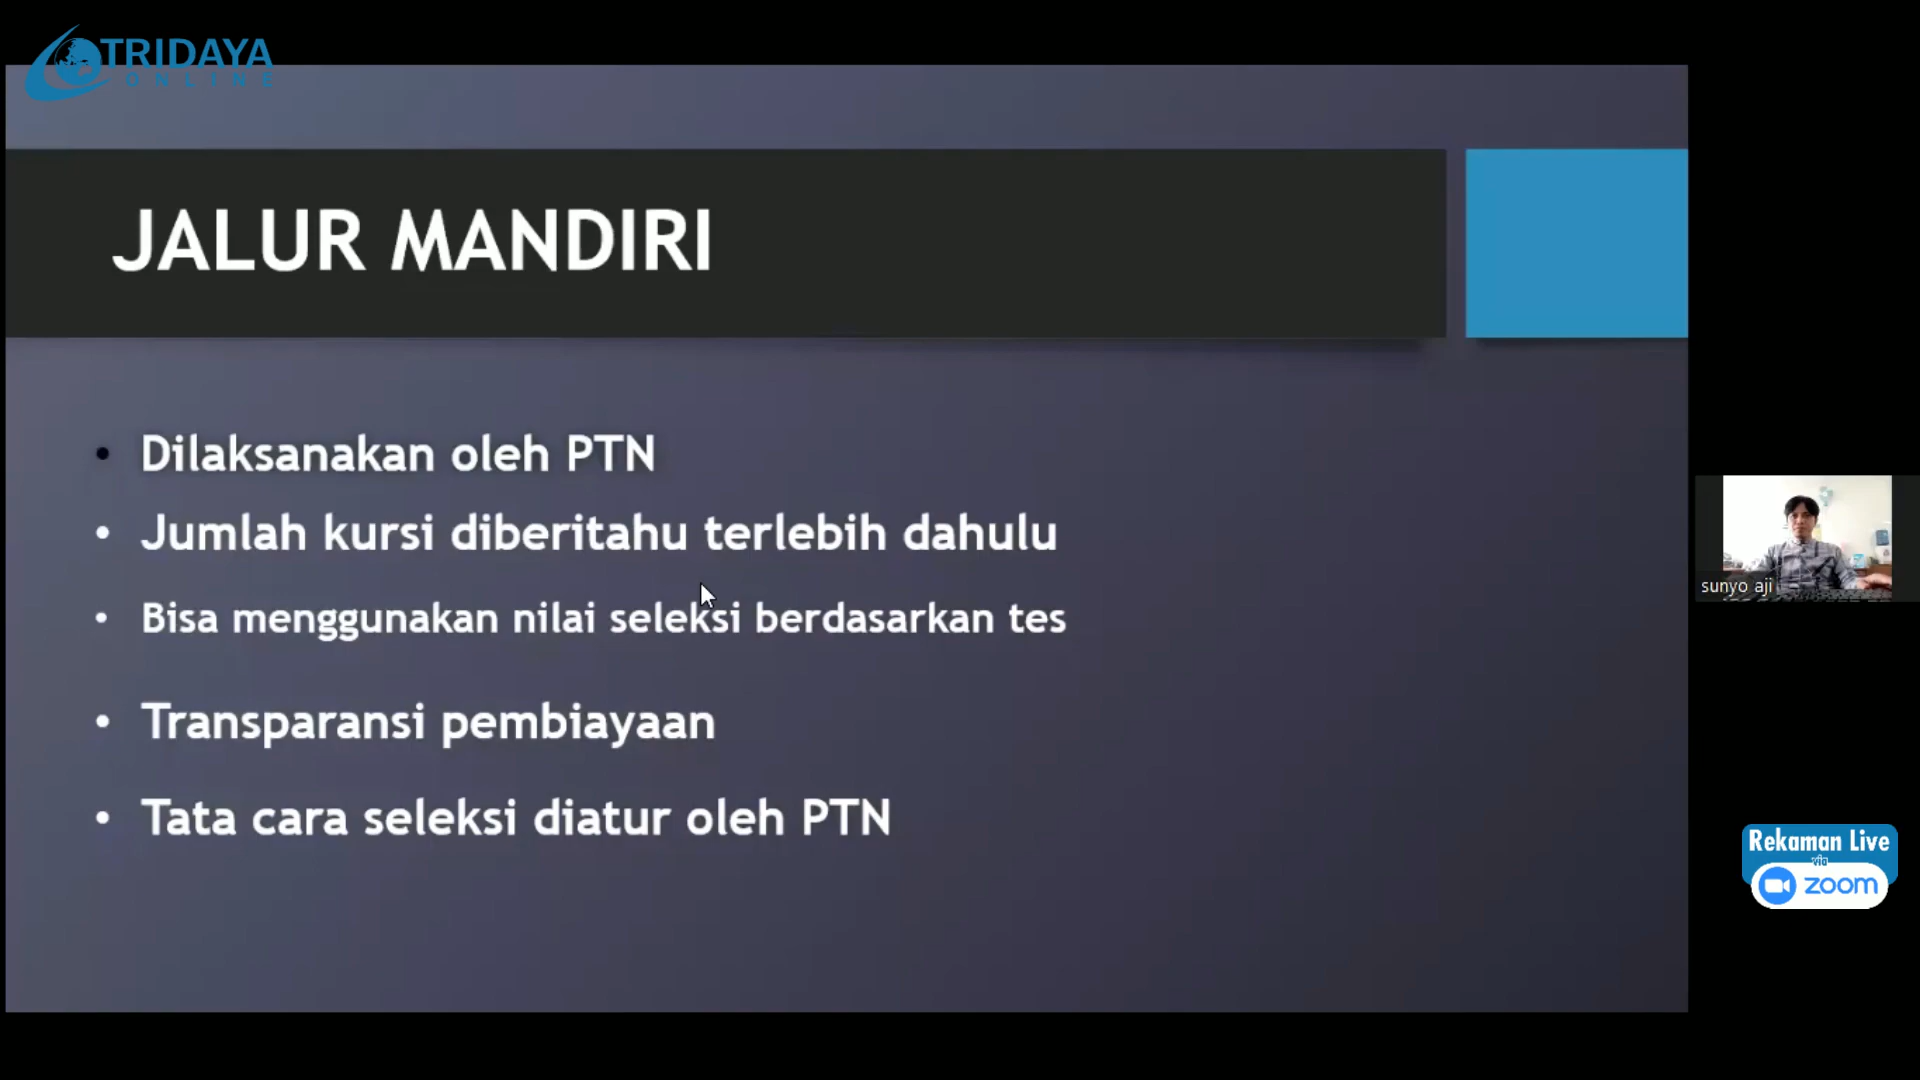 TRIDAYA
ONLINE
JALUR MANDIRI
• Dilaksanakan oleh PTN
• Jumlah kursi diberitahu terlebih dahulu
• Bisa menggunakan nilai seleksi berdasarkan tes
• Transparansi pembiayaan
• Tata cara seleksi diatur oleh PTN
sunyo aji
Rekaman Live
via
zoom